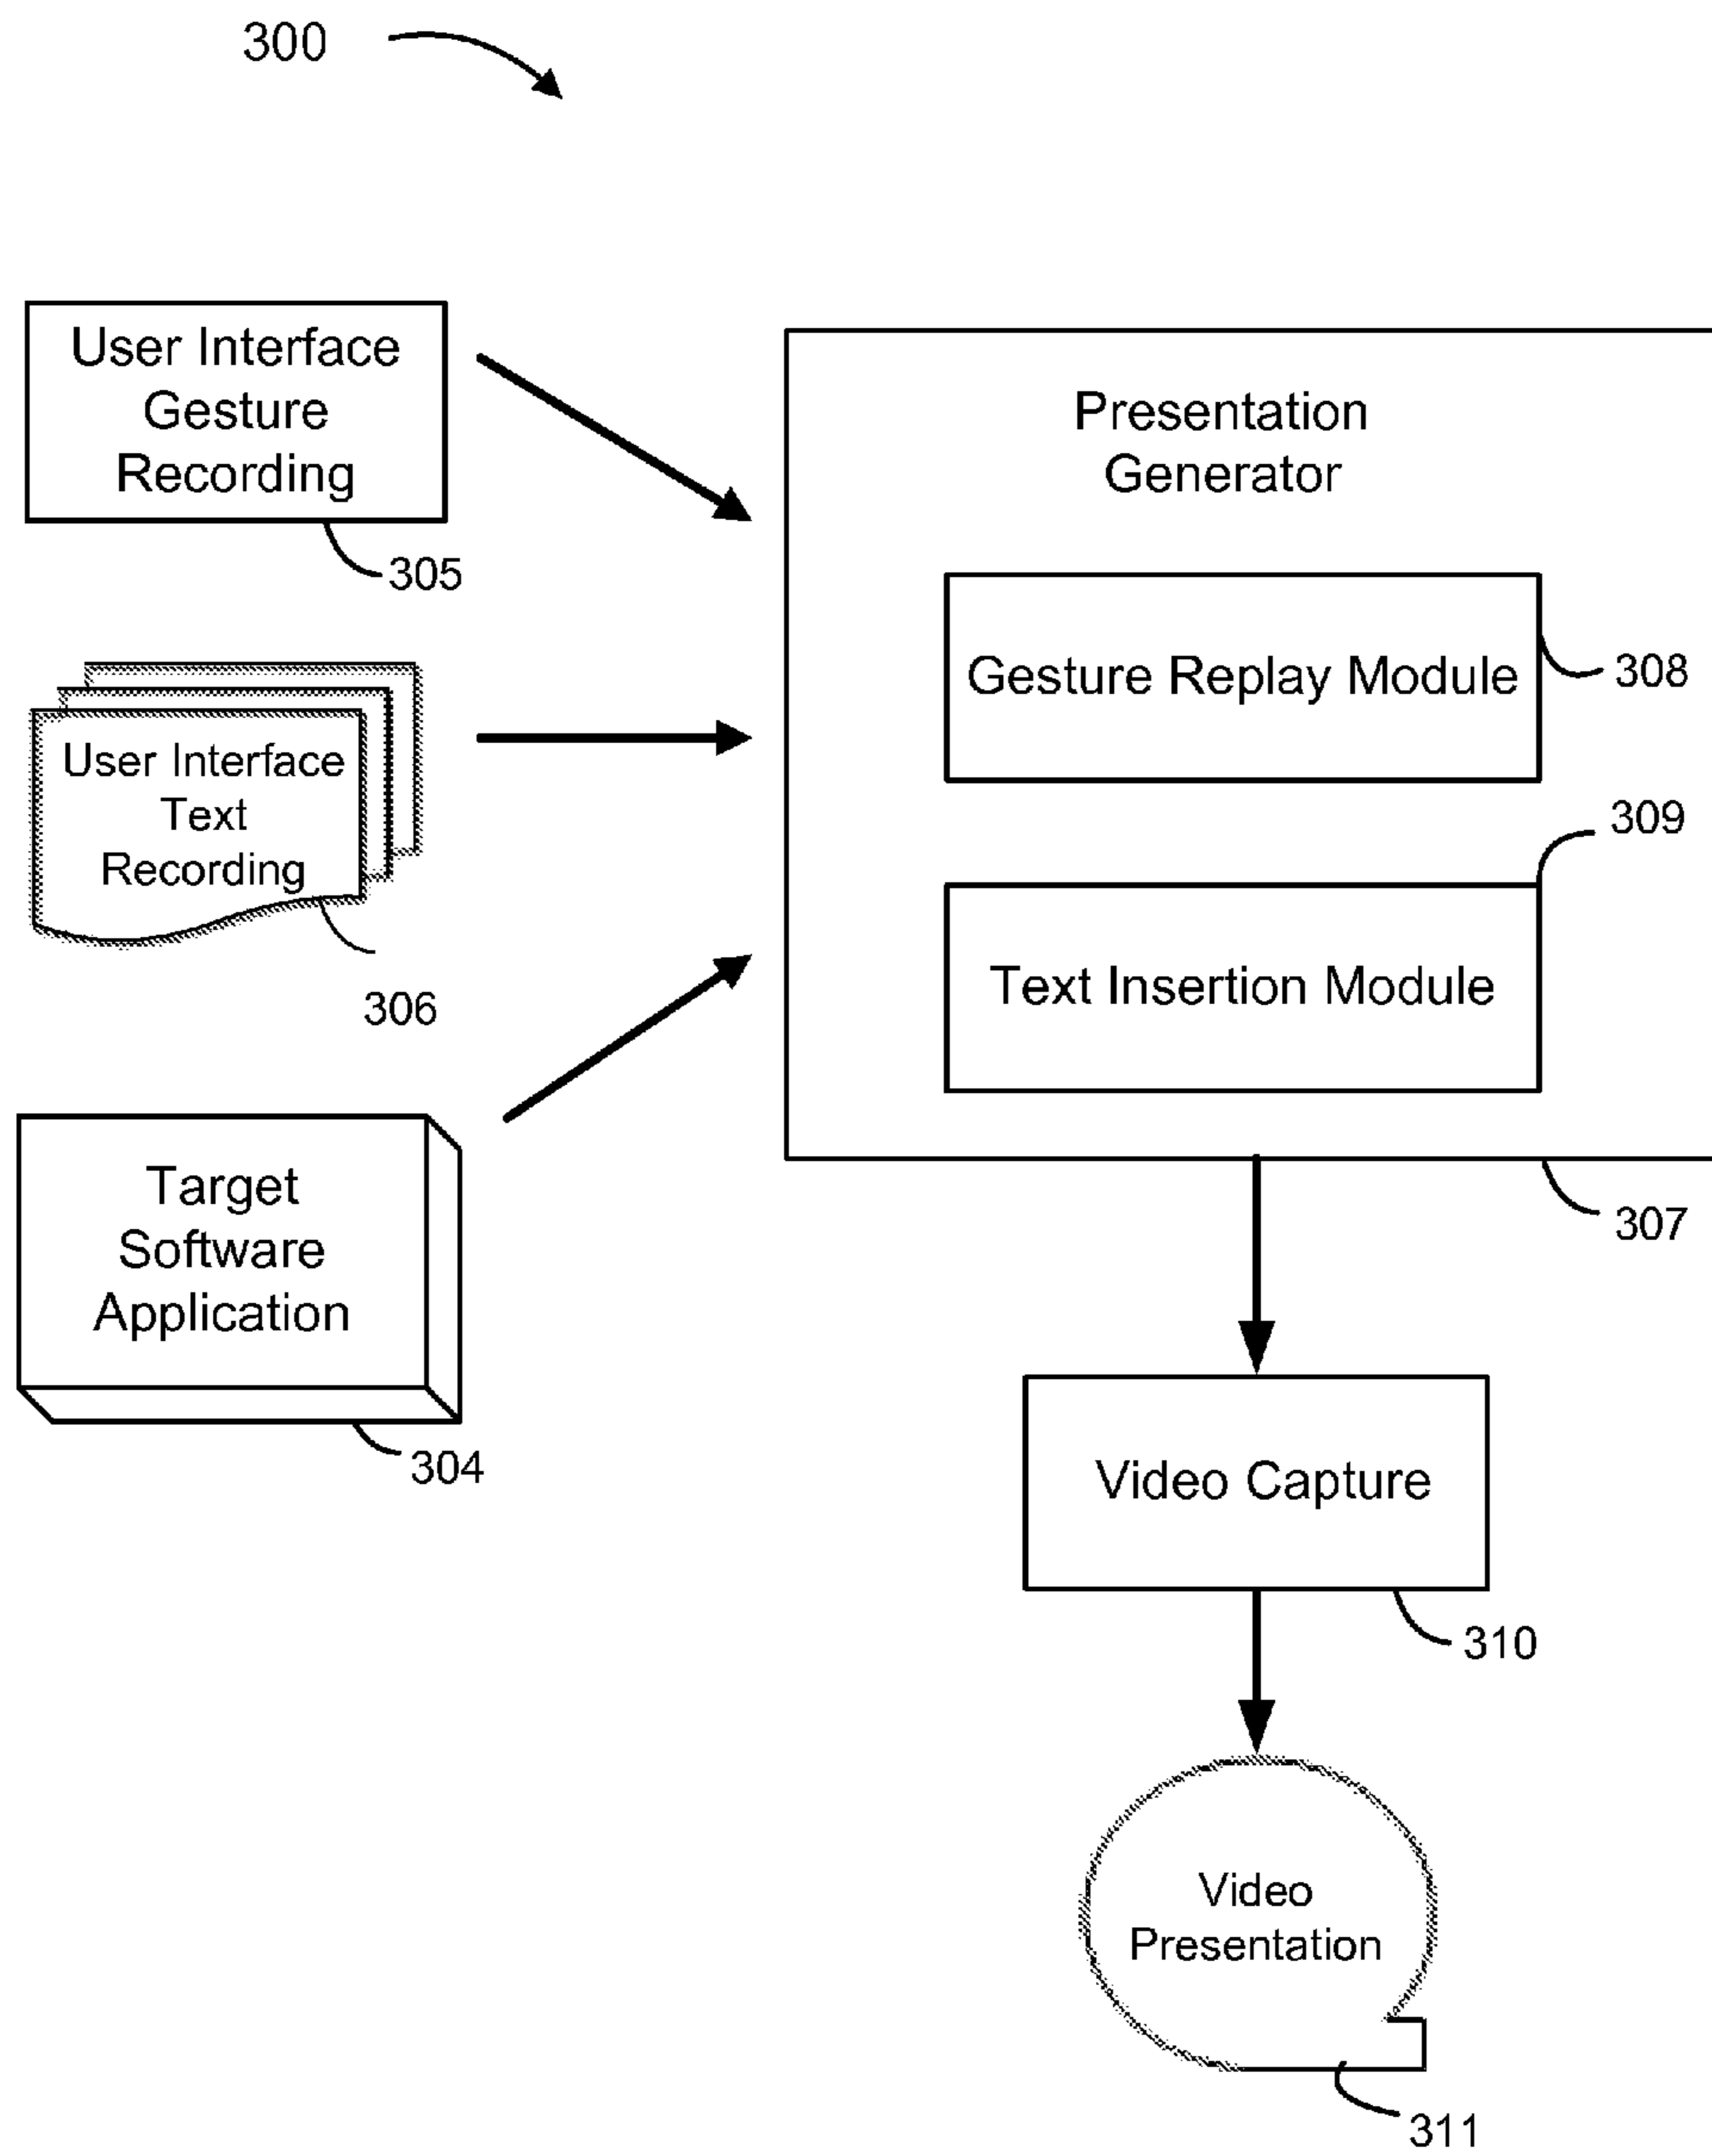 300
User Interface
Gesture
Recording
305
User Interface
Text
Recording
306
Target
Software
Application
304
Presentation
Generator
Gesture Replay Module
308
309
Text Insertion Module
307
Video Capture
310
Video
Presentation
311